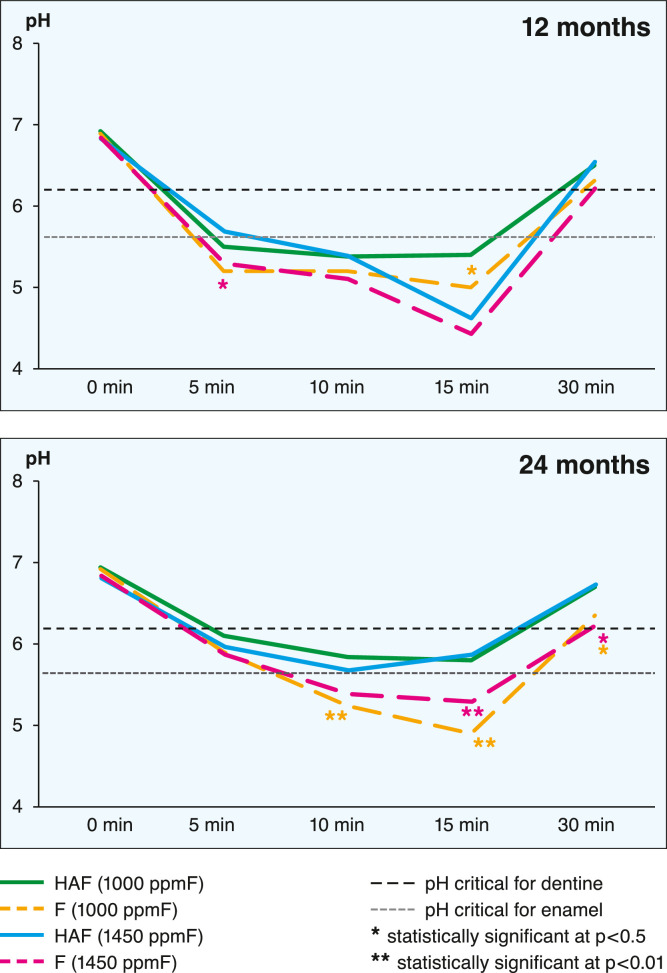 pH
12 months
8
7
6
5
4
*
*
0 min 5 min 10 min 15 min 30 min
pH
24 months
8
7
6
5
4
*
*
**
**
**
0 min 5 min 10 min 15 min 30 min
HAF (1000 ppmF)
F (1000 ppmF)
HAF (1450 ppmF)
F (1450 ppmF)
pH critical for dentine
pH critical for enamel
* statistically significant at p<0.5
** statistically significant at p<0.01